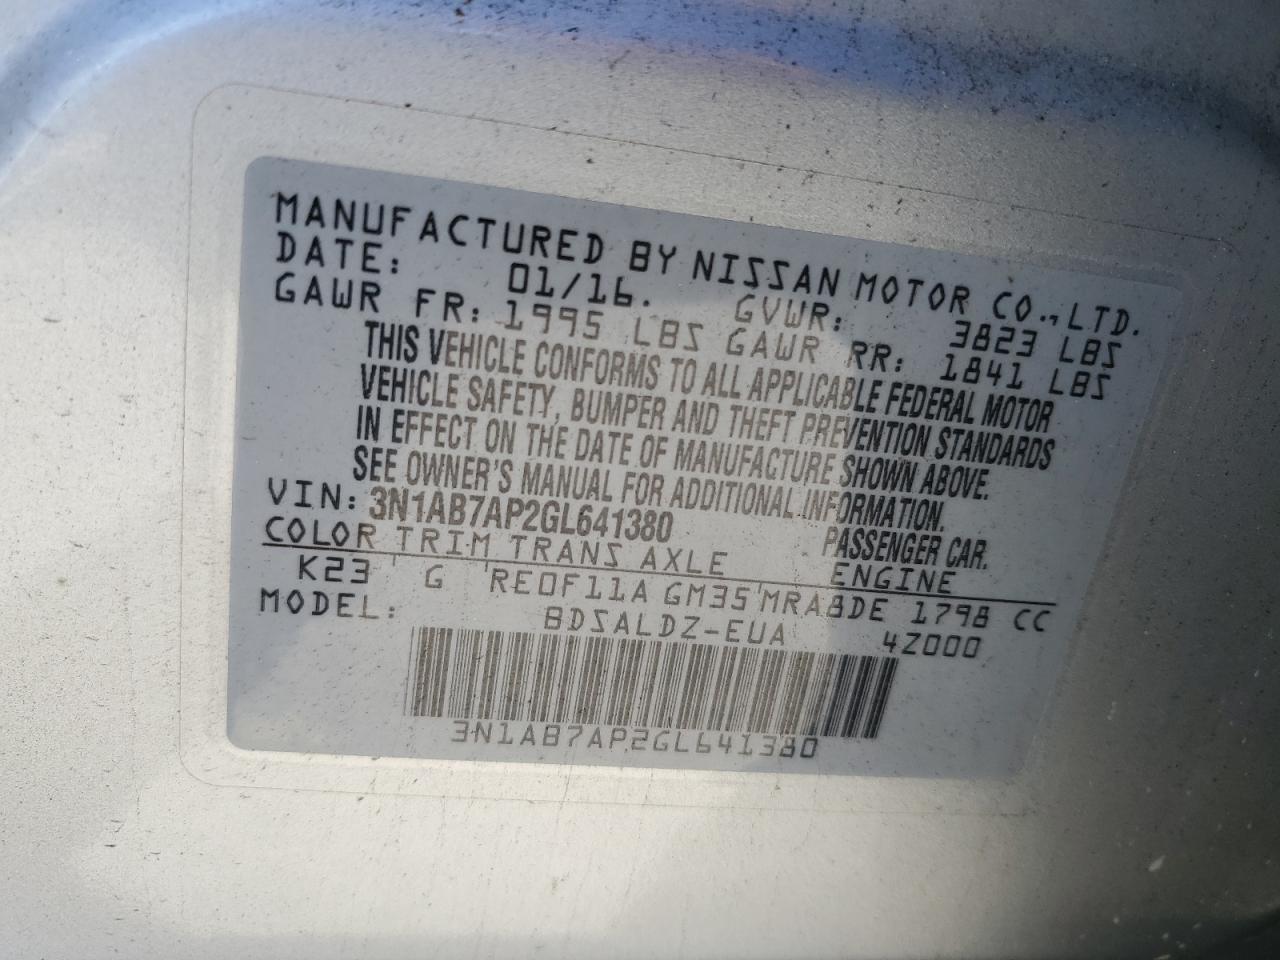 MANUFACTURED BY NISSAN MOTOR CO.,LTD.
DATE: 01/16. GVWR: 3823 LBS
GAWR FR: 1995 LBS GAWR RR: 1841 LBS
THIS VEHICLE CONFORMS TO ALL APPLICABLE FEDERAL MOTOR
VEHICLE SAFETY, BUMPER AND THEFT PREVENTION STANDARDS
IN EFFECT ON THE DATE OF MANUFACTURE SHOWN ABOVE.
SEE OWNER'S MANUAL FOR ADDITIONAL INFORMATION.
VIN: 3N1AB7AP2GL641380 PASSENGER CAR.
COLOR TRIM TRANS AXLE ENGINE
K23 G RE0F11A GM35 MRA8DE 1798 CC
MODEL: BDSALDZ-EUA 4Z000
3N1AB7AP2GL641380